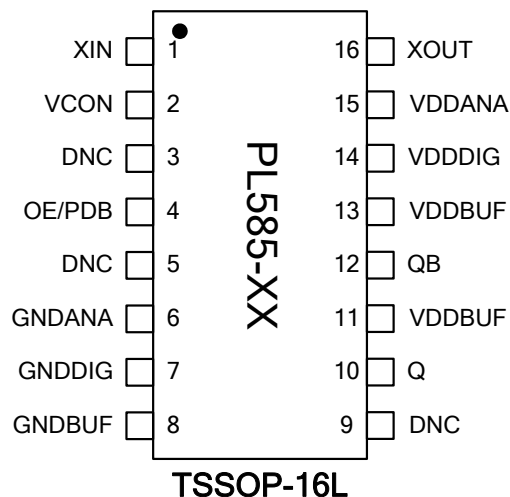 XIN 1 16 XOUT
VCON 2 15 VDDANA
DNC 3 14 VDDDIG
OE/PDB 4 13 VDDBUF
DNC 5 12 QB
GNDANA 6 11 VDDBUF
GNDDIG 7 10 Q
GNDBUF 8 9 DNC
PL585-XX
TSSOP-16L